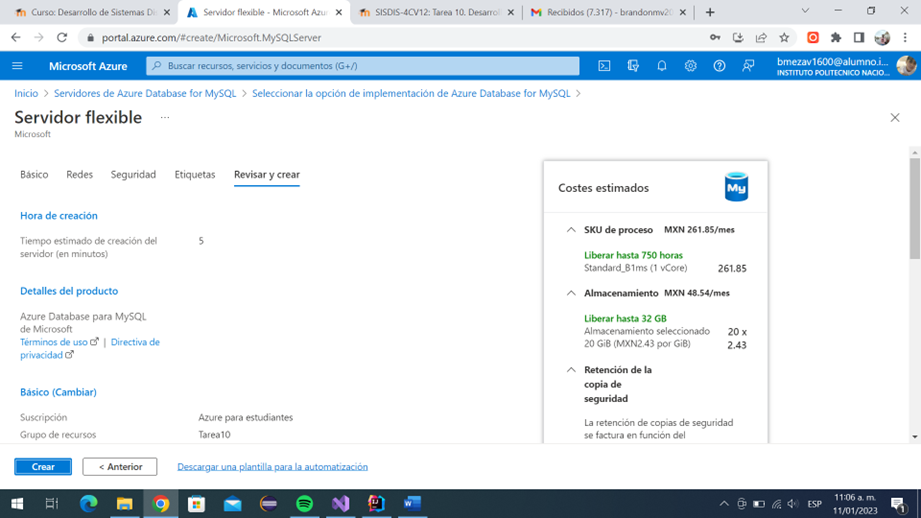 Curso: Desarrollo de Sistemas Di
Servidor flexible - Microsoft Azur
SISDIS-4CV12: Tarea 10. Desarrol
Recibidos (7.317) - brandonmv20
portal.azure.com/#create/Microsoft.MySQLServer
Microsoft Azure
Buscar recursos, servicios y documentos (G+/)
bmezav1600@alumno.i...
INSTITUTO POLITECNICO NACIO...
Inicio > Servidores de Azure Database for MySQL > Seleccionar la opción de implementación de Azure Database for MySQL >
Servidor flexible ...
Microsoft
Básico Redes Seguridad Etiquetas Revisar y crear
Hora de creación
Tiempo estimado de creación del
servidor (en minutos)
5
Detalles del producto
Azure Database para MySQL
de Microsoft
Términos de uso | Directiva de
privacidad
Básico (Cambiar)
Suscripción Azure para estudiantes
Grupo de recursos Tarea10
Costes estimados
My
SKU de proceso MXN 261.85/mes
Liberar hasta 750 horas
Standard_B1ms (1 vCore) 261.85
Almacenamiento MXN 48.54/mes
Liberar hasta 32 GB
Almacenamiento seleccionado 20 x
20 GiB (MXN2.43 por GiB) 2.43
Retención de la
copia de
seguridad
La retención de copias de seguridad
se factura en función del
Crear
< Anterior
Descargar una plantilla para la automatización
ESP
11:06 a. m.
11/01/2023
1